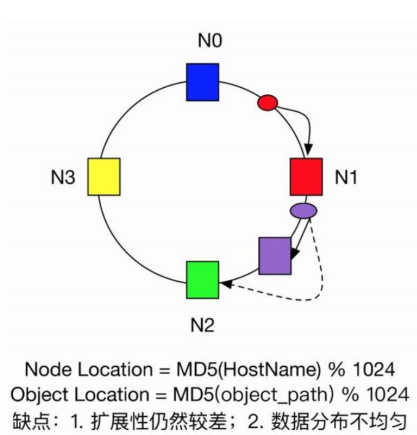 N0
N3
N1
N2
Node Location = MD5(HostName) % 1024
Object Location = MD5(object_path) % 1024
缺点：1. 扩展性仍然较差；2. 数据分布不均匀